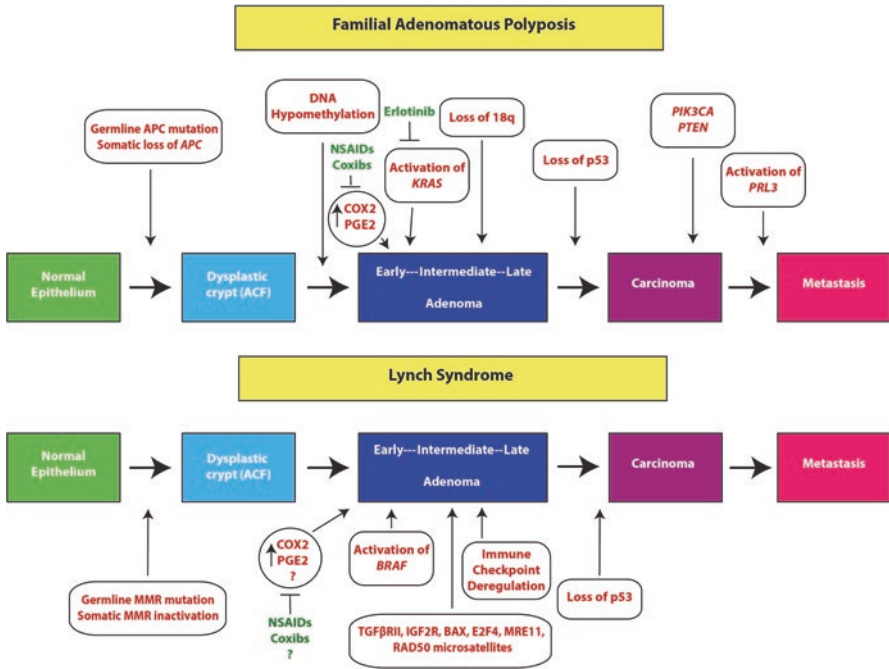 Familial Adenomatous Polyposis
Germline APC mutation
Somatic loss of APC
DNA
Hypomethylation
NSAIDs
Coxibs
COX2
PGE2
Erlotinib
Activation of
KRAS
Loss of 18q
Loss of p53
PIK3CA
PTEN
Activation of
PRL3
Normal
Epithelium
Dysplastic
crypt (ACF)
Early---Intermediate--Late
Adenoma
Carcinoma
Metastasis
Lynch Syndrome
Normal
Epithelium
Dysplastic
crypt (ACF)
Early---Intermediate--Late
Adenoma
Carcinoma
Metastasis
Germline MMR mutation
Somatic MMR inactivation
COX2
PGE2
?
NSAIDs
Coxibs
?
Activation of
BRAF
TGFβRII, IGF2R, BAX, E2F4, MRE11,
RAD50 microsatellites
Immune
Checkpoint
Deregulation
Loss of p53